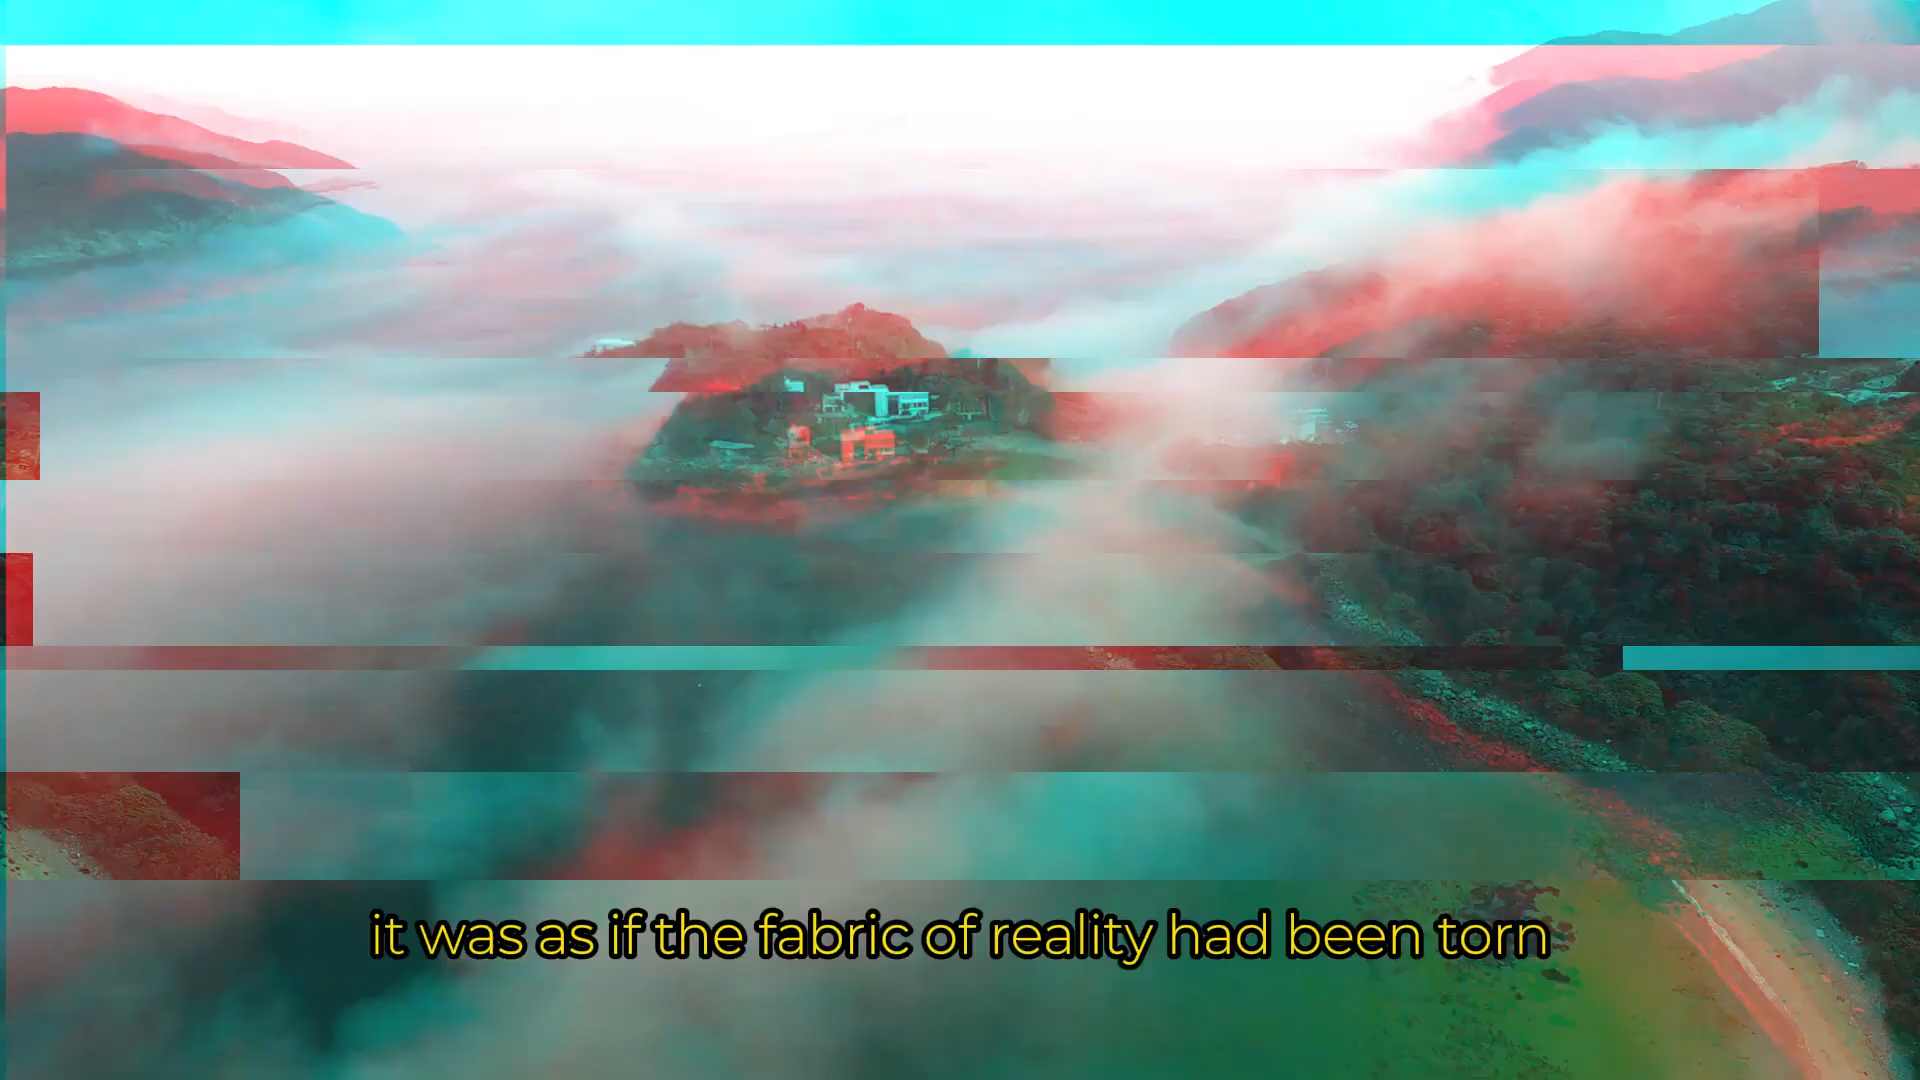 it was as if the fabric of reality had been torn